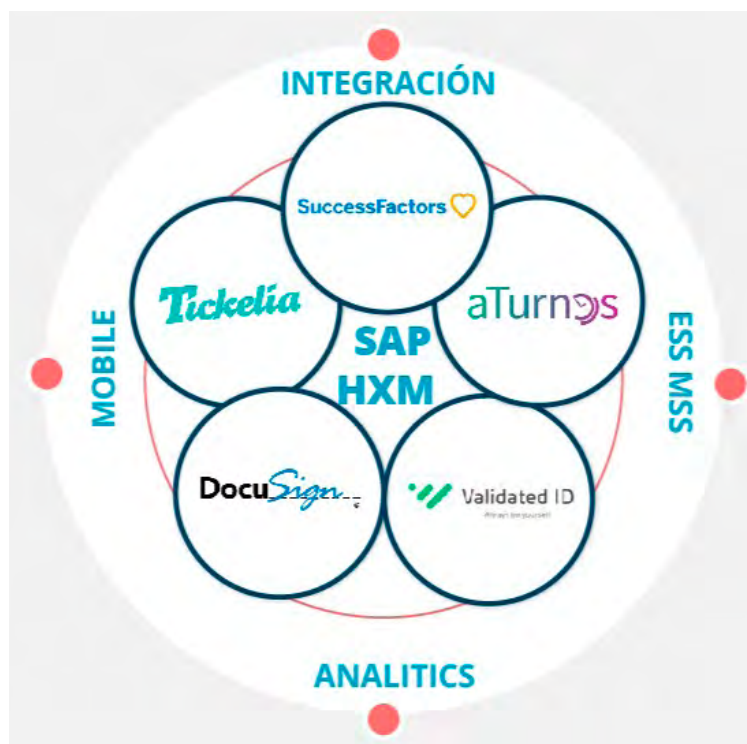 INTEGRACIÓN
SuccessFactors
Tickelia
aTurnos
SAP
HXM
MOBILE
ESS MSS
DocuSign
Validated ID
ANALITICS